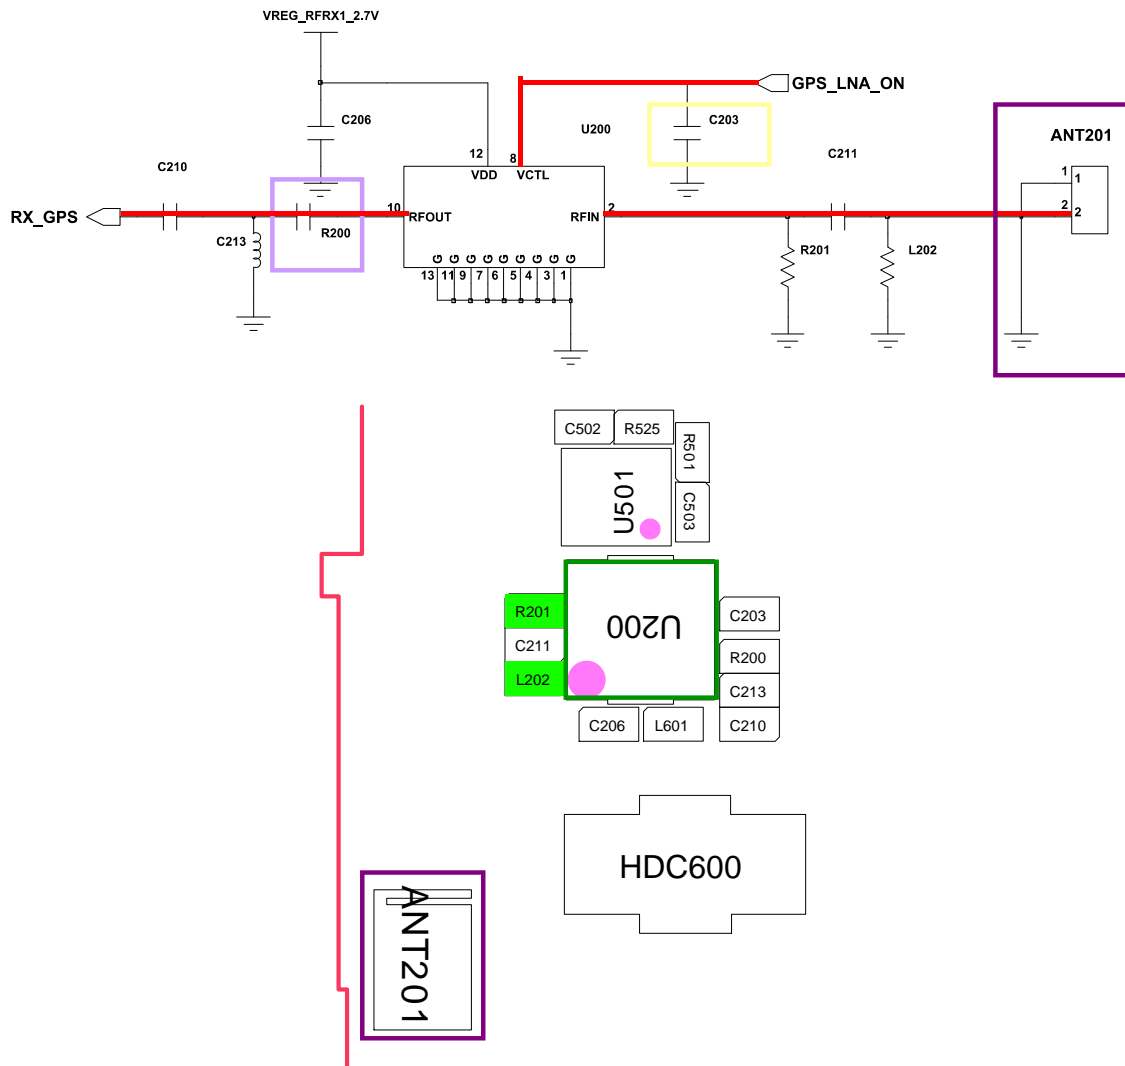 VREG_RFRX1_2.7V
GPS_LNA_ON
C206
U200
C203
ANT201
C210
12
8
C211
VDD
VCTL
1
1
RX_GPS
10
RFOUT
RFIN
2
2
2
R200
C213
R201
L202
G G G G G G G G G
13 11 9 7 6 5 4 3 1
C502
R525
R501
U501
C503
R201
U200
C203
C211
R200
L202
C213
C206
L601
C210
HDC600
ANT201